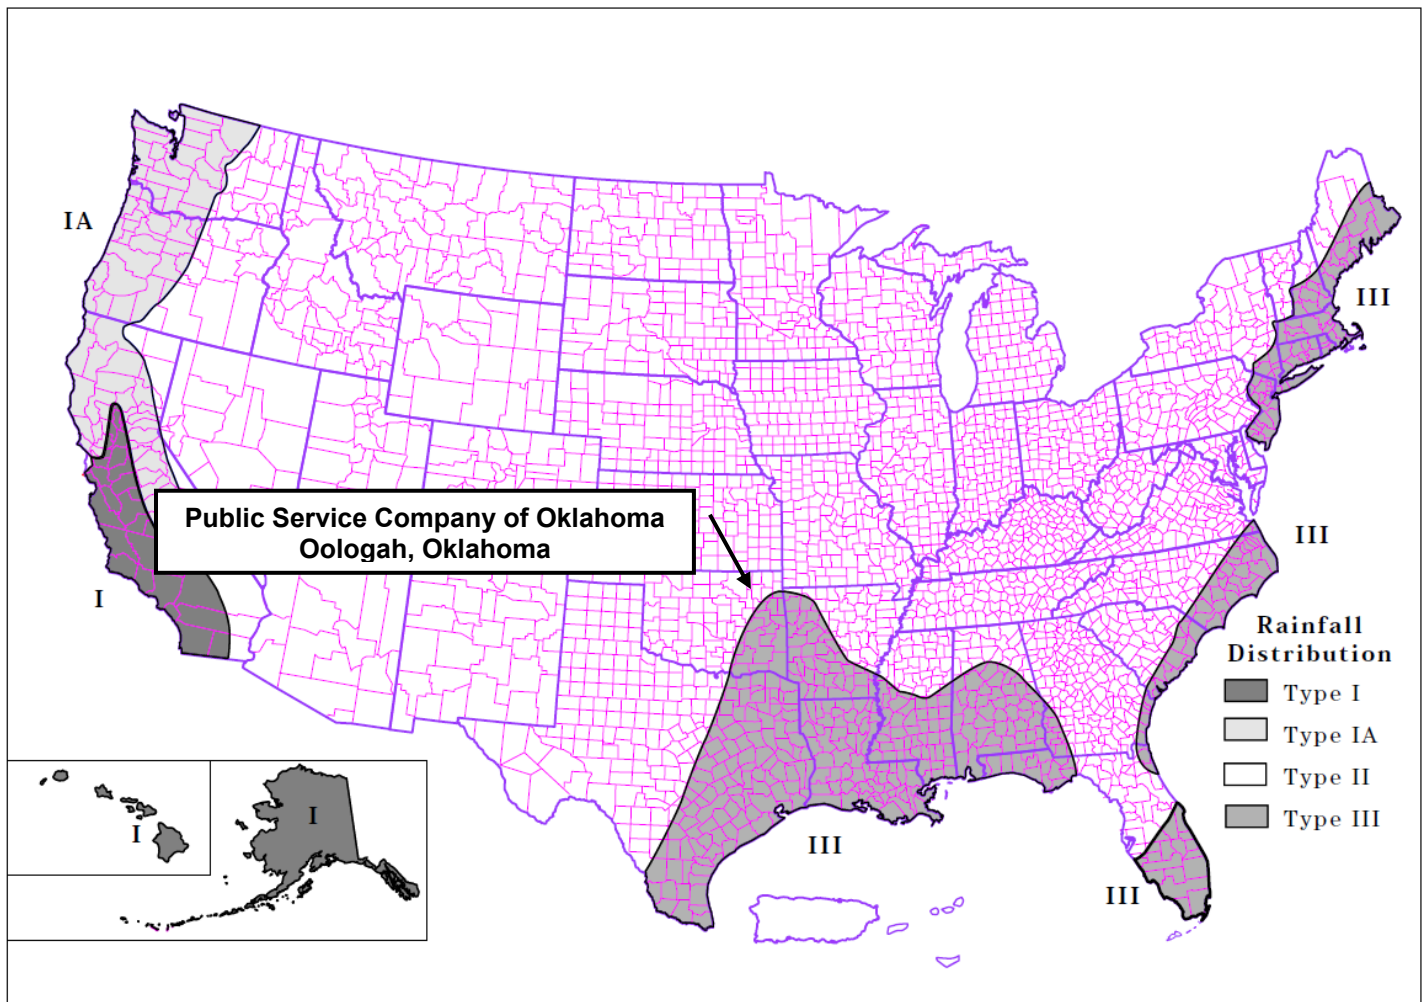 IA
III
Public Service Company of Oklahoma
Oologah, Oklahoma
III
I
Rainfall
Distribution
Type I
Type IA
Type II
Type III
I
I
III
III